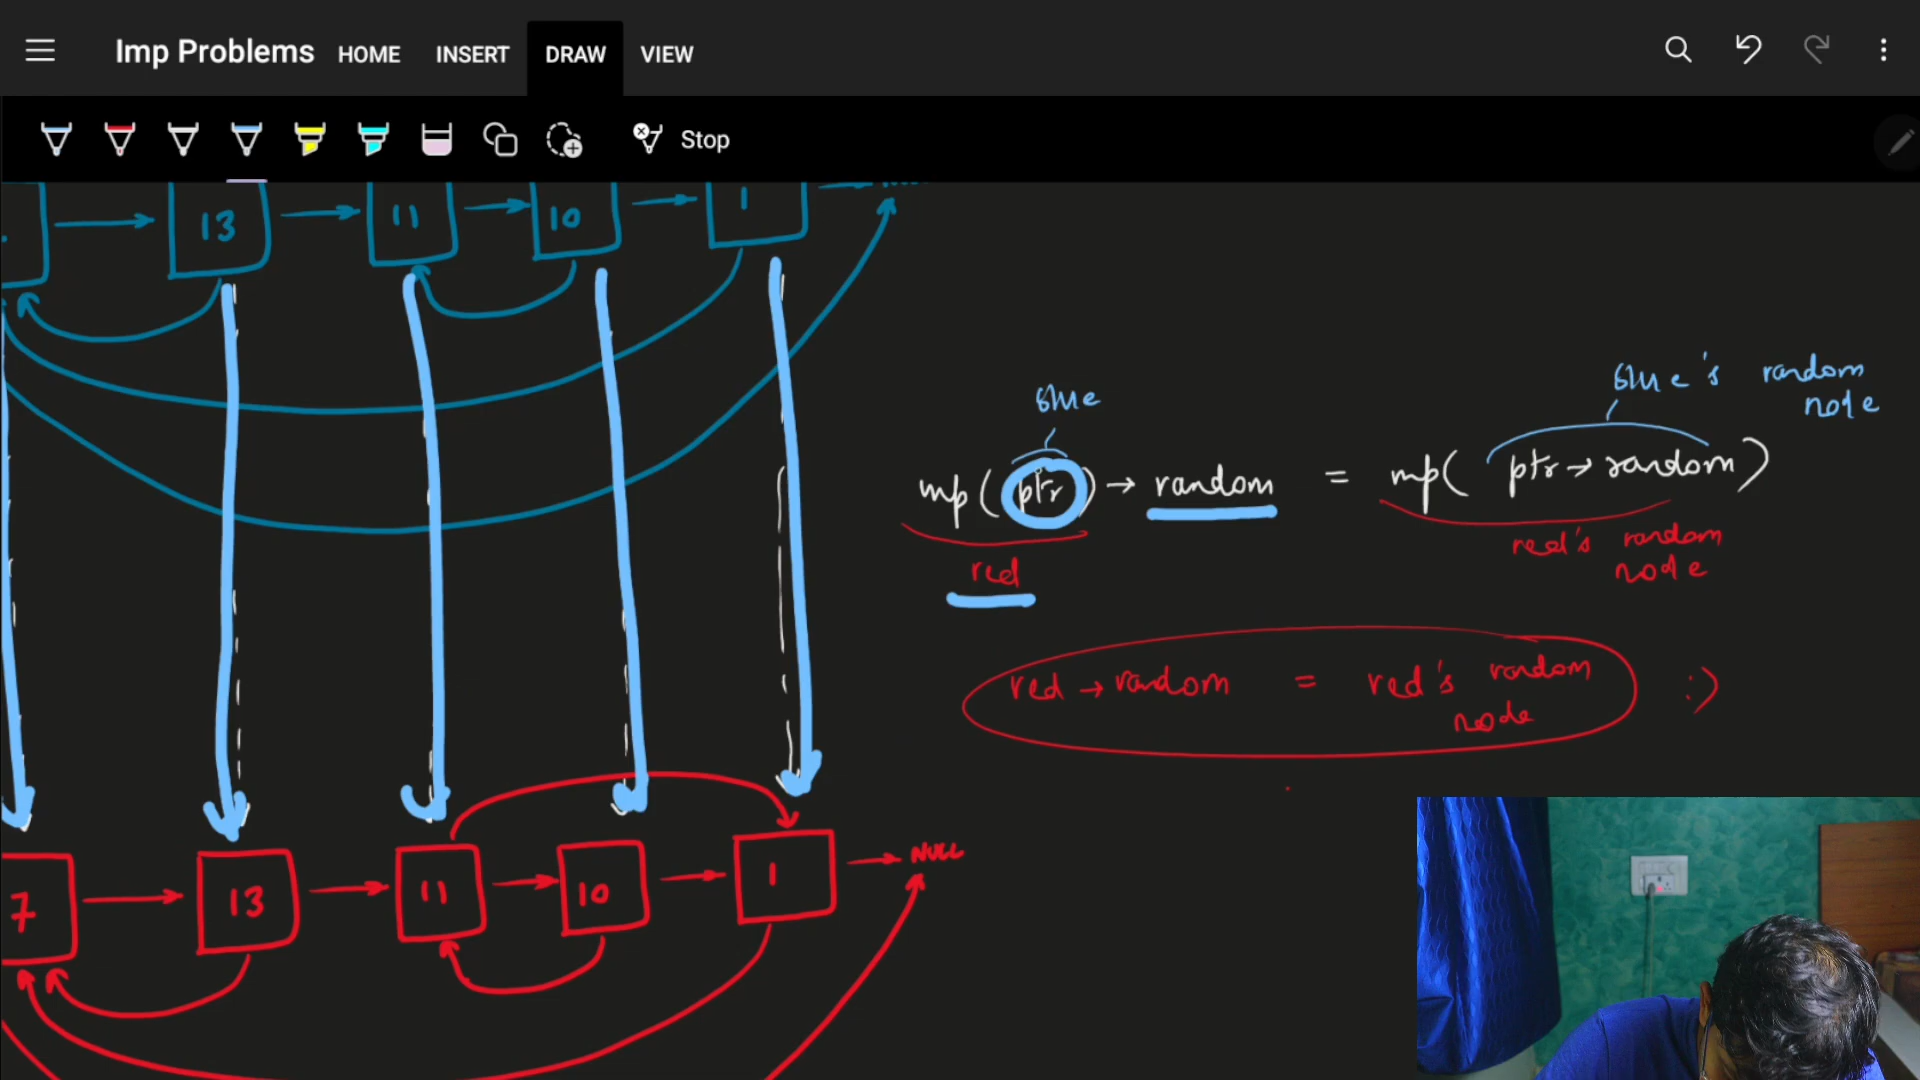 Imp Problems HOME INSERT DRAW VIEW
Stop
13 11 10 1
blue
blue's random
node
mp( ptr ) → random = mp( ptr → random )
red
red's random
node
red → random = red's random
node
:)
7 13 11 10 1 NULL